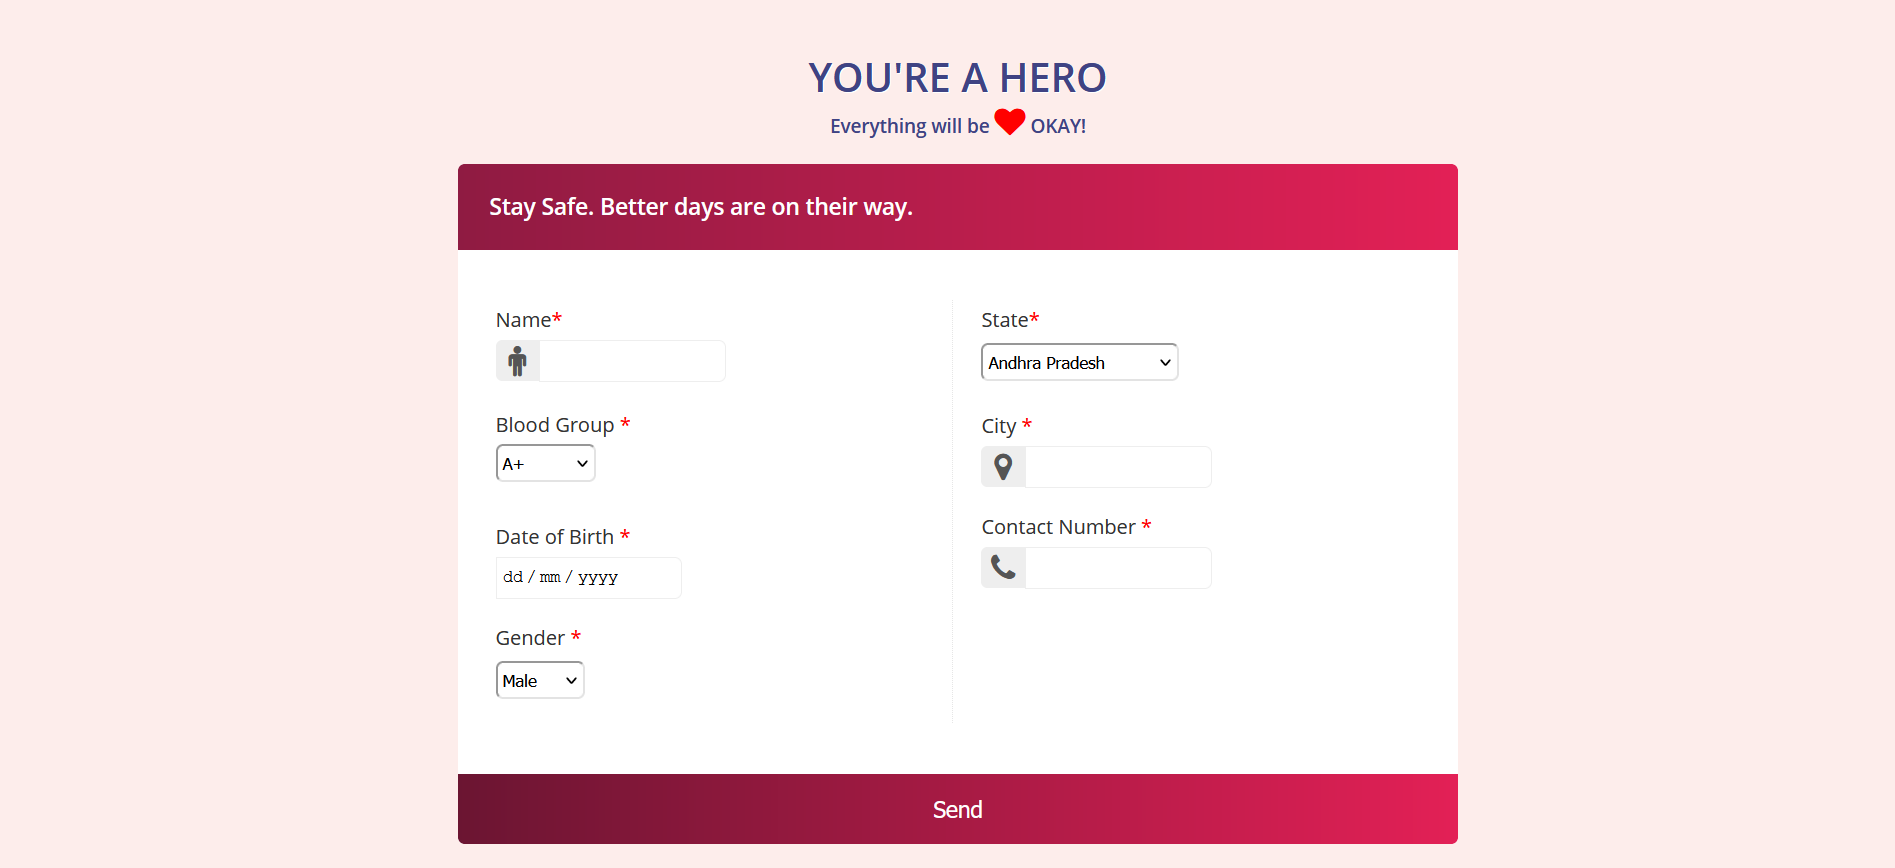 YOU'RE A HERO
Everything will be OKAY!
Stay Safe. Better days are on their way.
Name*
Blood Group *
A+
Date of Birth *
dd / mm / yyyy
Gender *
Male
State*
Andhra Pradesh
City *
Contact Number *
Send